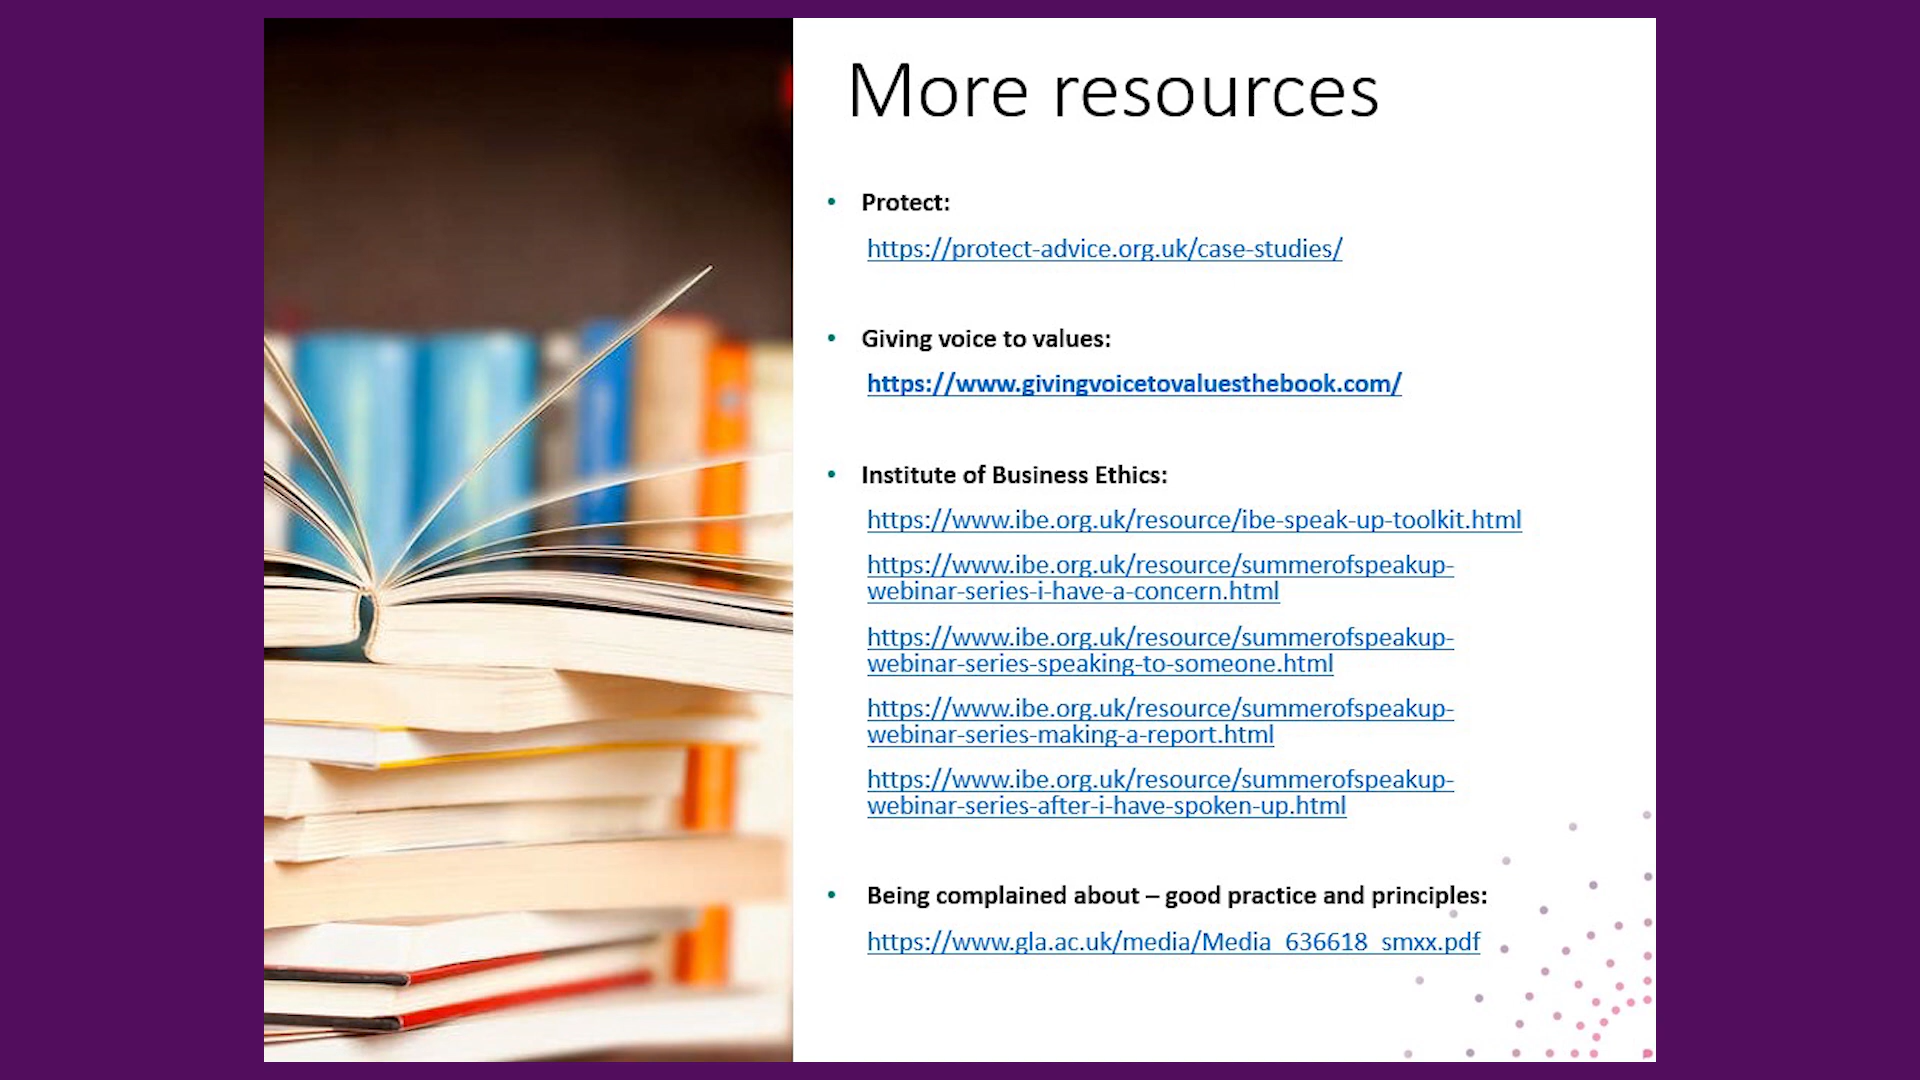 More resources
• Protect:
https://protect-advice.org.uk/case-studies/
• Giving voice to values:
https://www.givingvoicetovaluesthebook.com/
• Institute of Business Ethics:
https://www.ibe.org.uk/resource/ibe-speak-up-toolkit.html
https://www.ibe.org.uk/resource/summerofspeakup-
webinar-series-i-have-a-concern.html
https://www.ibe.org.uk/resource/summerofspeakup-
webinar-series-speaking-to-someone.html
https://www.ibe.org.uk/resource/summerofspeakup-
webinar-series-making-a-report.html
https://www.ibe.org.uk/resource/summerofspeakup-
webinar-series-after-i-have-spoken-up.html
• Being complained about – good practice and principles:
https://www.gla.ac.uk/media/Media_636618_smxx.pdf